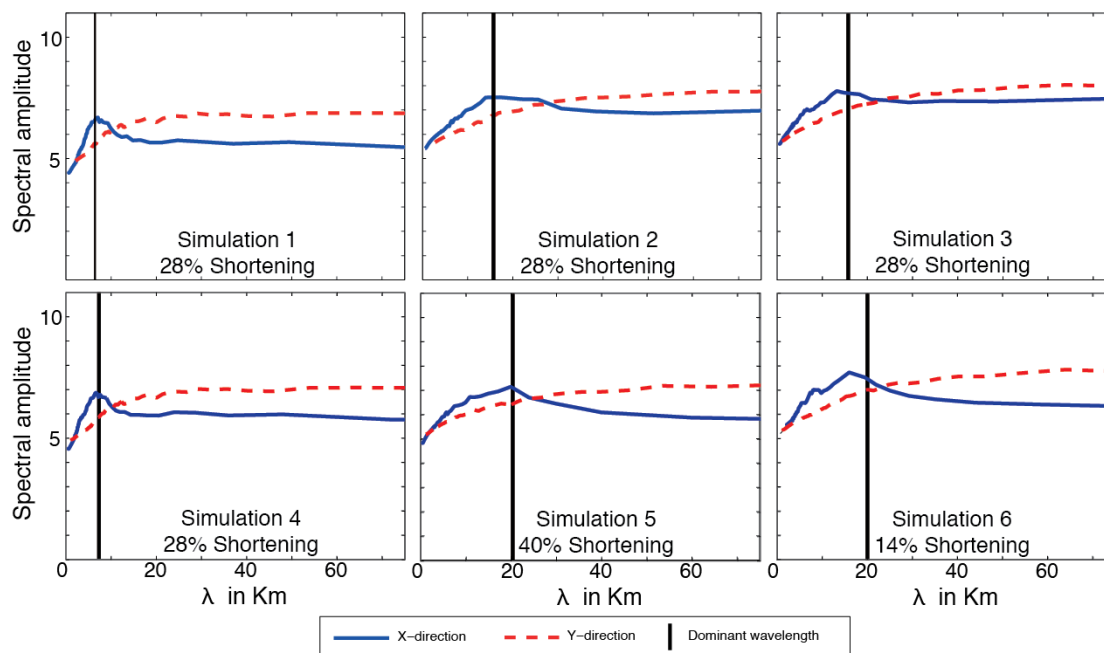 10
5
Spectral amplitude
Simulation 1
28% Shortening
Simulation 2
28% Shortening
Simulation 3
28% Shortening
10
5
Spectral amplitude
Simulation 4
28% Shortening
Simulation 5
40% Shortening
Simulation 6
14% Shortening
0 20 40 60
0 20 40 60
0 20 40 60
λ in Km
λ in Km
λ in Km
X-direction Y-direction Dominant wavelength